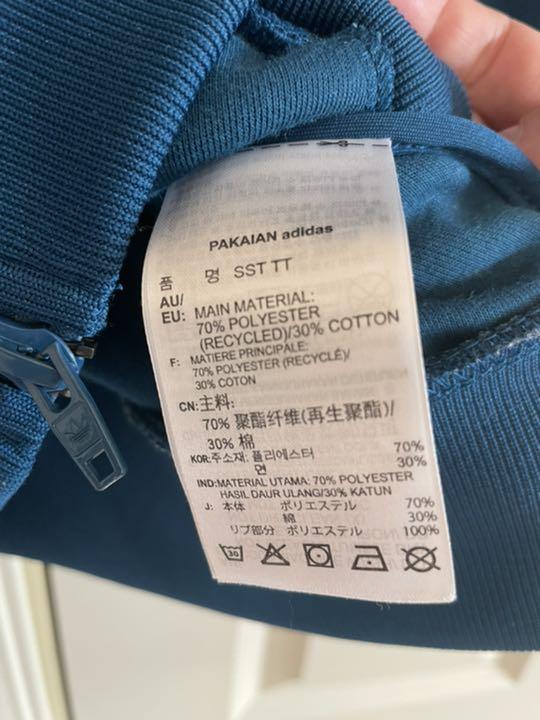 PAKAIAN adidas
품 명 SST TT
AU/
EU: MAIN MATERIAL:
70% POLYESTER
(RECYCLED)/30% COTTON
F: MATIERE PRINCIPALE:
70% POLYESTER (RECYCLÉ)/
30% COTON
CN:主料:
70% 聚酯纤维(再生聚酯)/
30% 棉
KOR:주소재: 폴리에스터 70%
면 30%
IND:MATERIAL UTAMA: 70% POLYESTER
HASIL DAUR ULANG/30% KATUN
J: 本体 ポリエステル 70%
綿 30%
リブ部分 ポリエステル 100%
30